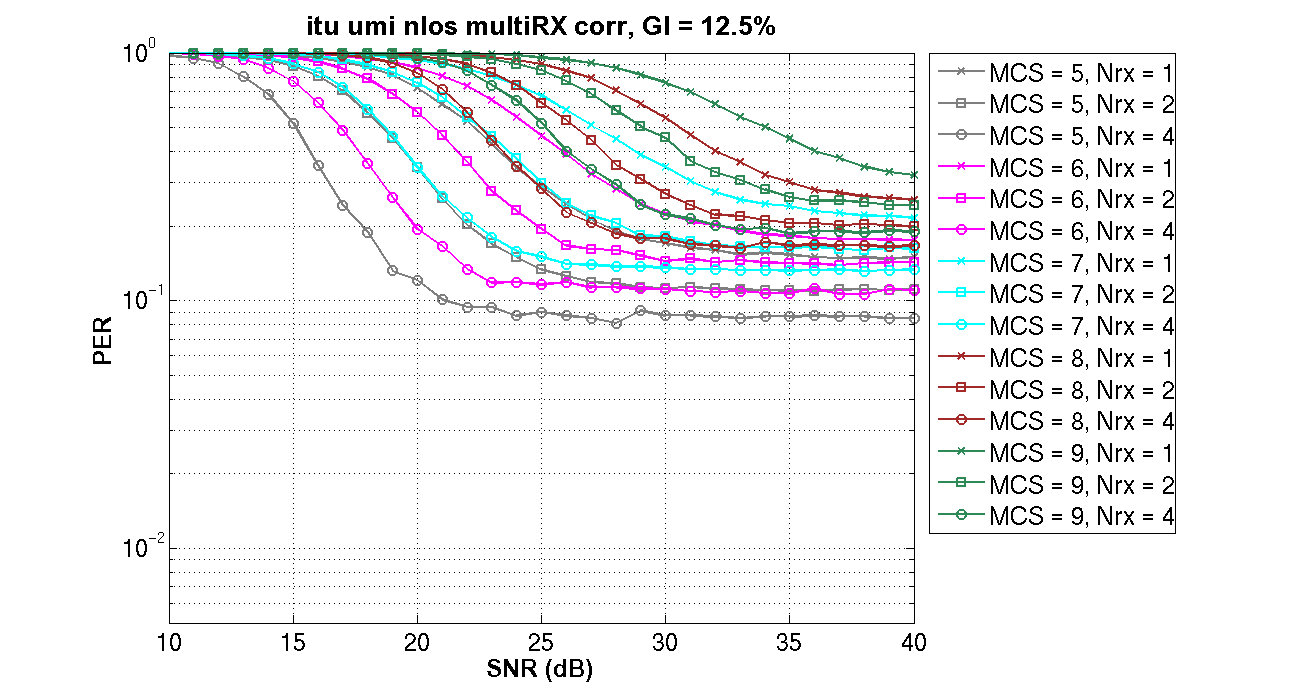 itu umi nlos multiRX corr, GI = 12.5%
10^0
10^-1
10^-2
PER
10 15 20 25 30 35 40
SNR (dB)
MCS = 5, Nrx = 1
MCS = 5, Nrx = 2
MCS = 5, Nrx = 4
MCS = 6, Nrx = 1
MCS = 6, Nrx = 2
MCS = 6, Nrx = 4
MCS = 7, Nrx = 1
MCS = 7, Nrx = 2
MCS = 7, Nrx = 4
MCS = 8, Nrx = 1
MCS = 8, Nrx = 2
MCS = 8, Nrx = 4
MCS = 9, Nrx = 1
MCS = 9, Nrx = 2
MCS = 9, Nrx = 4